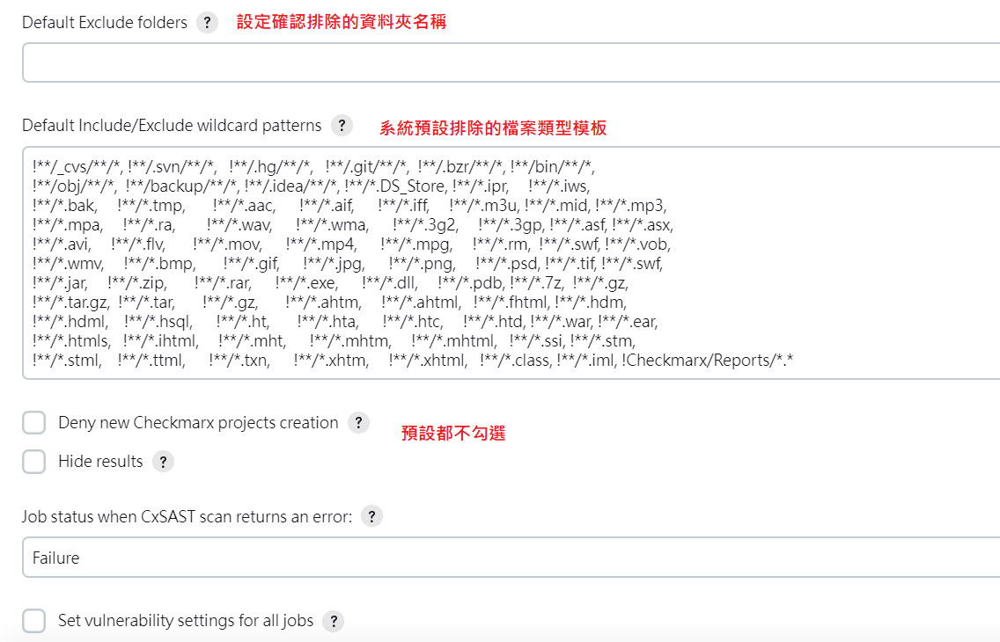 Default Exclude folders ? 設定確認排除的資料夾名稱
Default Include/Exclude wildcard patterns ? 系統預設排除的檔案類型模板
!**/_cvs/**/*, !**/.svn/**/*, !**/.hg/**/*, !**/.git/**/*, !**/.bzr/**/*, !**/bin/**/*,
!**/obj/**/*, !**/backup/**/*, !**/.idea/**/*, !**/*.DS_Store, !**/*.ipr, !**/*.iws,
!**/*.bak, !**/*.tmp, !**/*.aac, !**/*.aif, !**/*.iff, !**/*.m3u, !**/*.mid, !**/*.mp3,
!**/*.mpa, !**/*.ra, !**/*.wav, !**/*.wma, !**/*.3g2, !**/*.3gp, !**/*.asf, !**/*.asx,
!**/*.avi, !**/*.flv, !**/*.mov, !**/*.mp4, !**/*.mpg, !**/*.rm, !**/*.swf, !**/*.vob,
!**/*.wmv, !**/*.bmp, !**/*.gif, !**/*.jpg, !**/*.png, !**/*.psd, !**/*.tif, !**/*.swf,
!**/*.jar, !**/*.zip, !**/*.rar, !**/*.exe, !**/*.dll, !**/*.pdb, !**/*.7z, !**/*.gz,
!**/*.tar.gz, !**/*.tar, !**/*.gz, !**/*.ahtm, !**/*.ahtml, !**/*.fhtml, !**/*.hdm,
!**/*.hdml, !**/*.hsql, !**/*.ht, !**/*.hta, !**/*.htc, !**/*.htd, !**/*.war, !**/*.ear,
!**/*.htmls, !**/*.ihtml, !**/*.mht, !**/*.mhtm, !**/*.mhtml, !**/*.ssi, !**/*.stm,
!**/*.stml, !**/*.ttml, !**/*.txn, !**/*.xhtm, !**/*.xhtml, !**/*.class, !**/*.iml, !Checkmarx/Reports/*.*
Deny new Checkmarx projects creation ? 預設都不勾選
Hide results ?
Job status when CxSAST scan returns an error: ?
Failure
Set vulnerability settings for all jobs ?